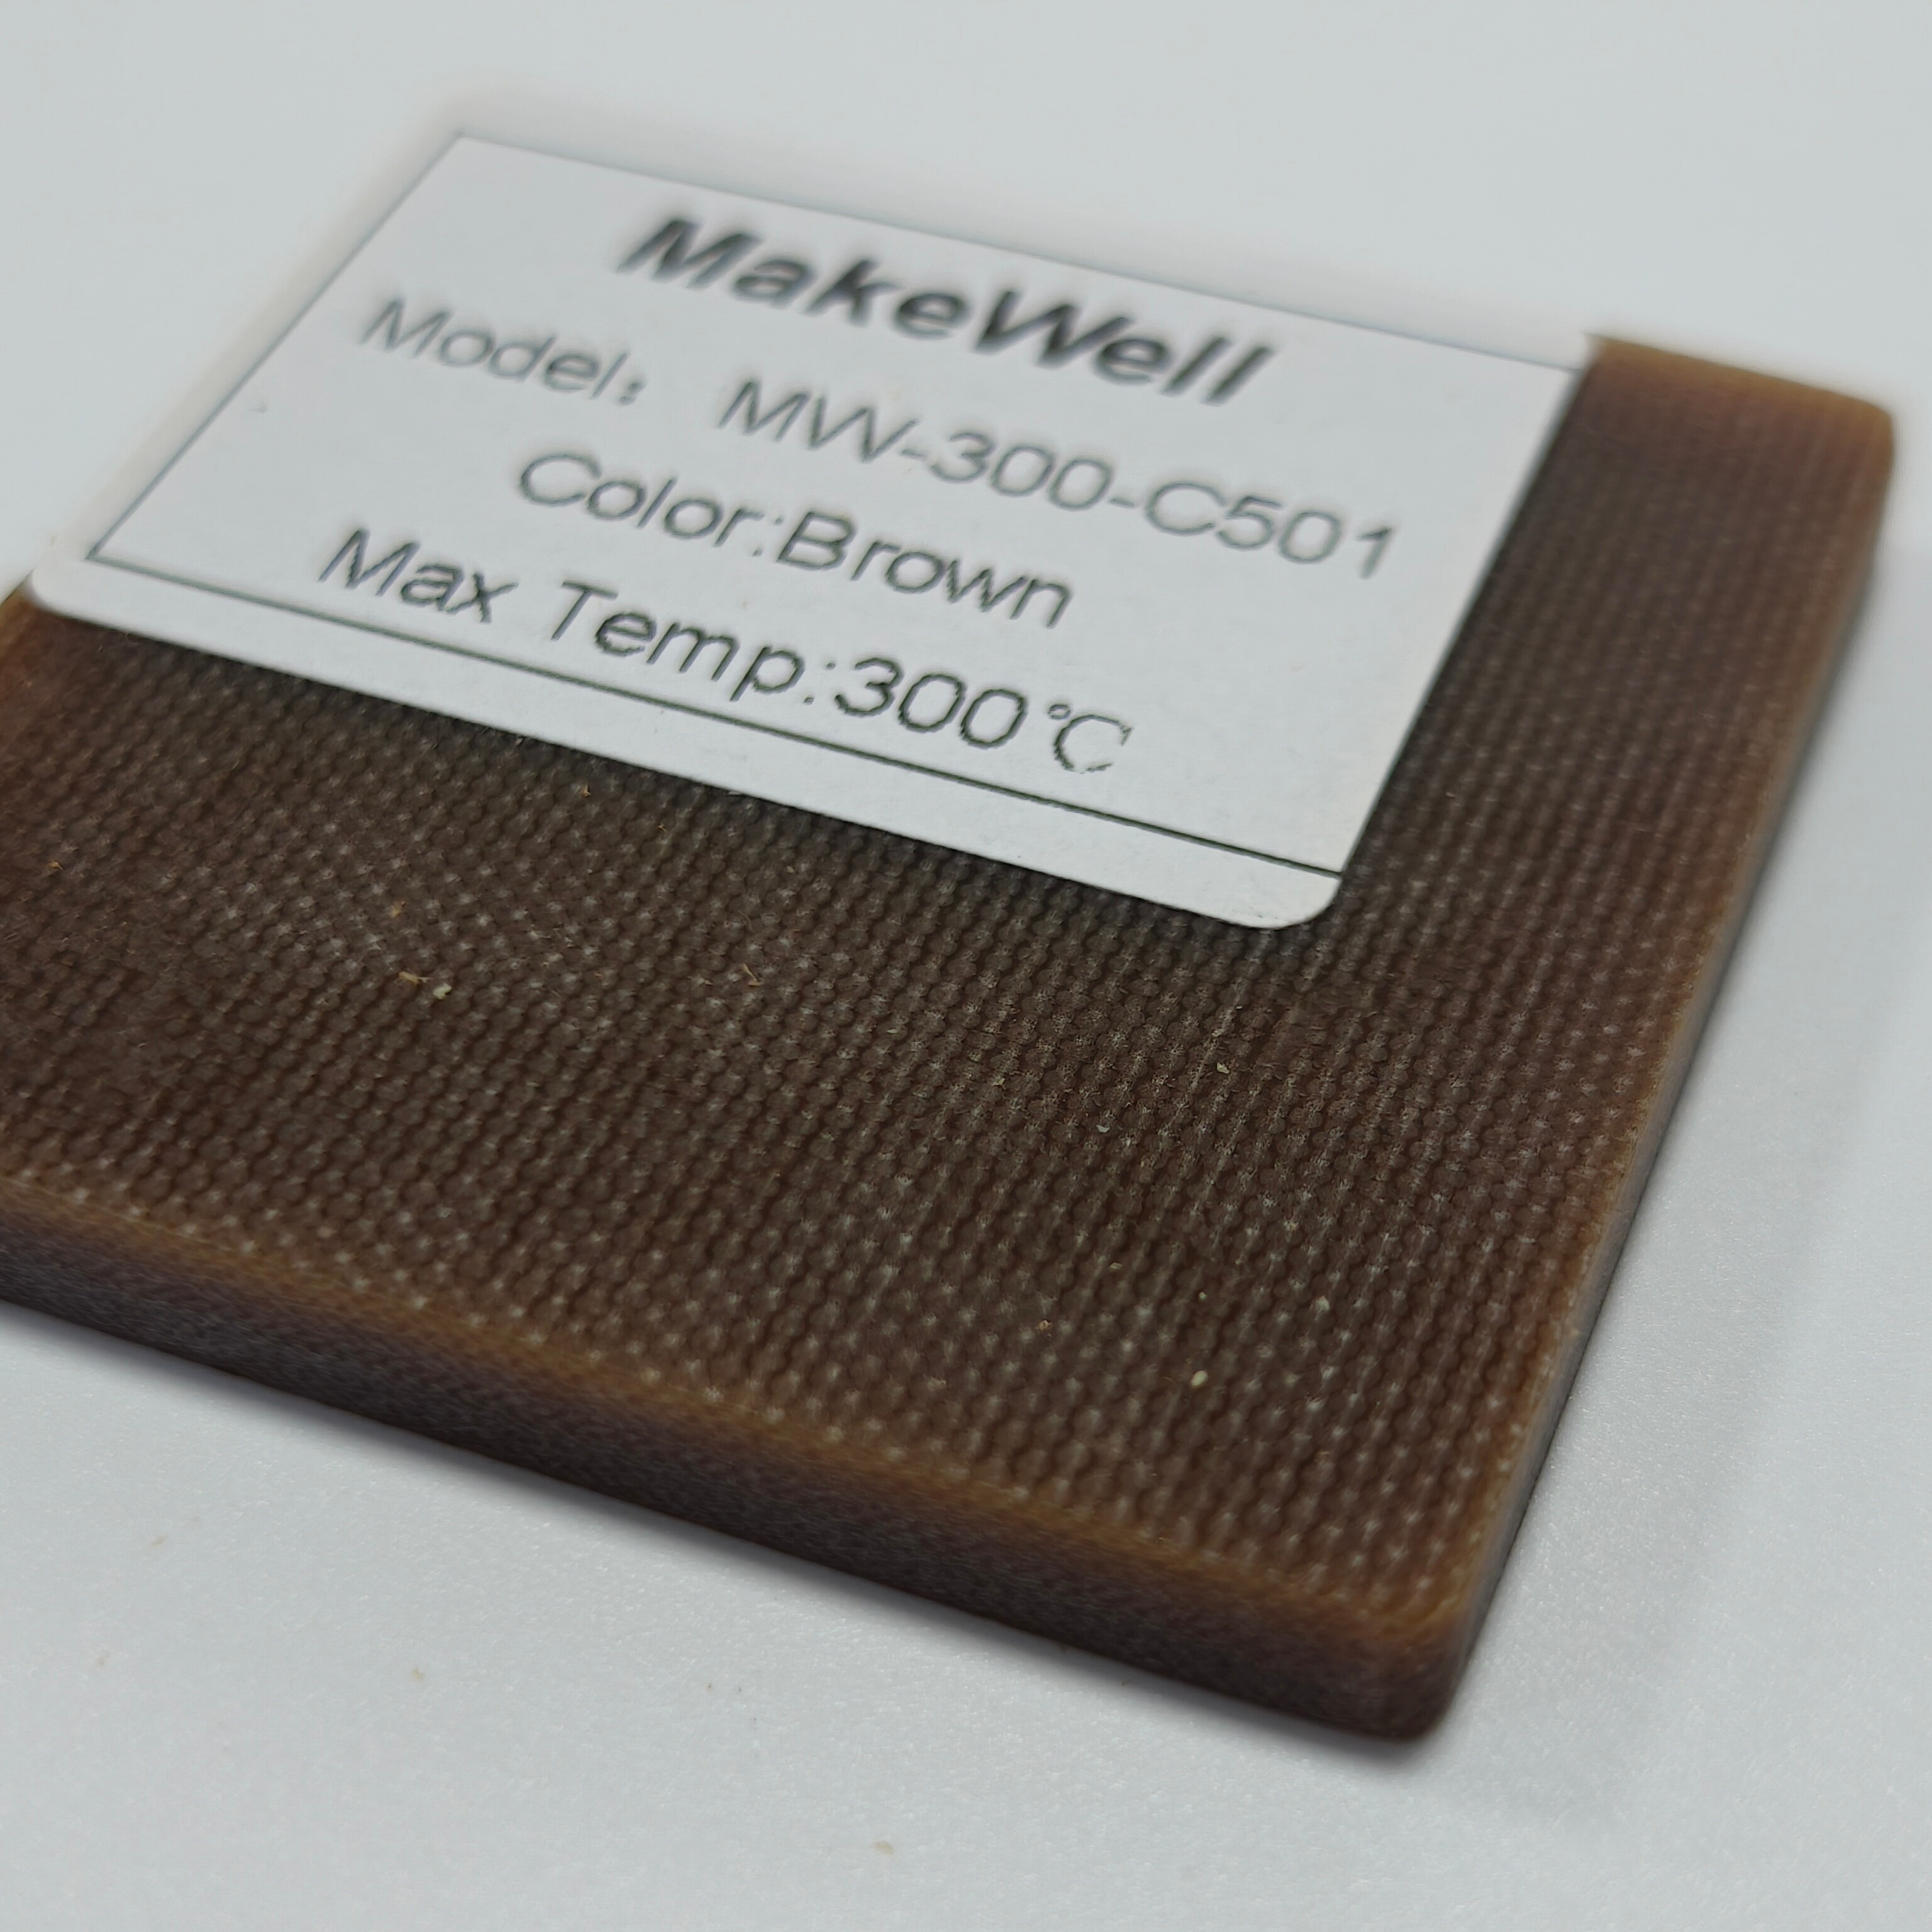 MakeWell
Model： MW-300-C501
Color:Brown
Max Temp:300℃